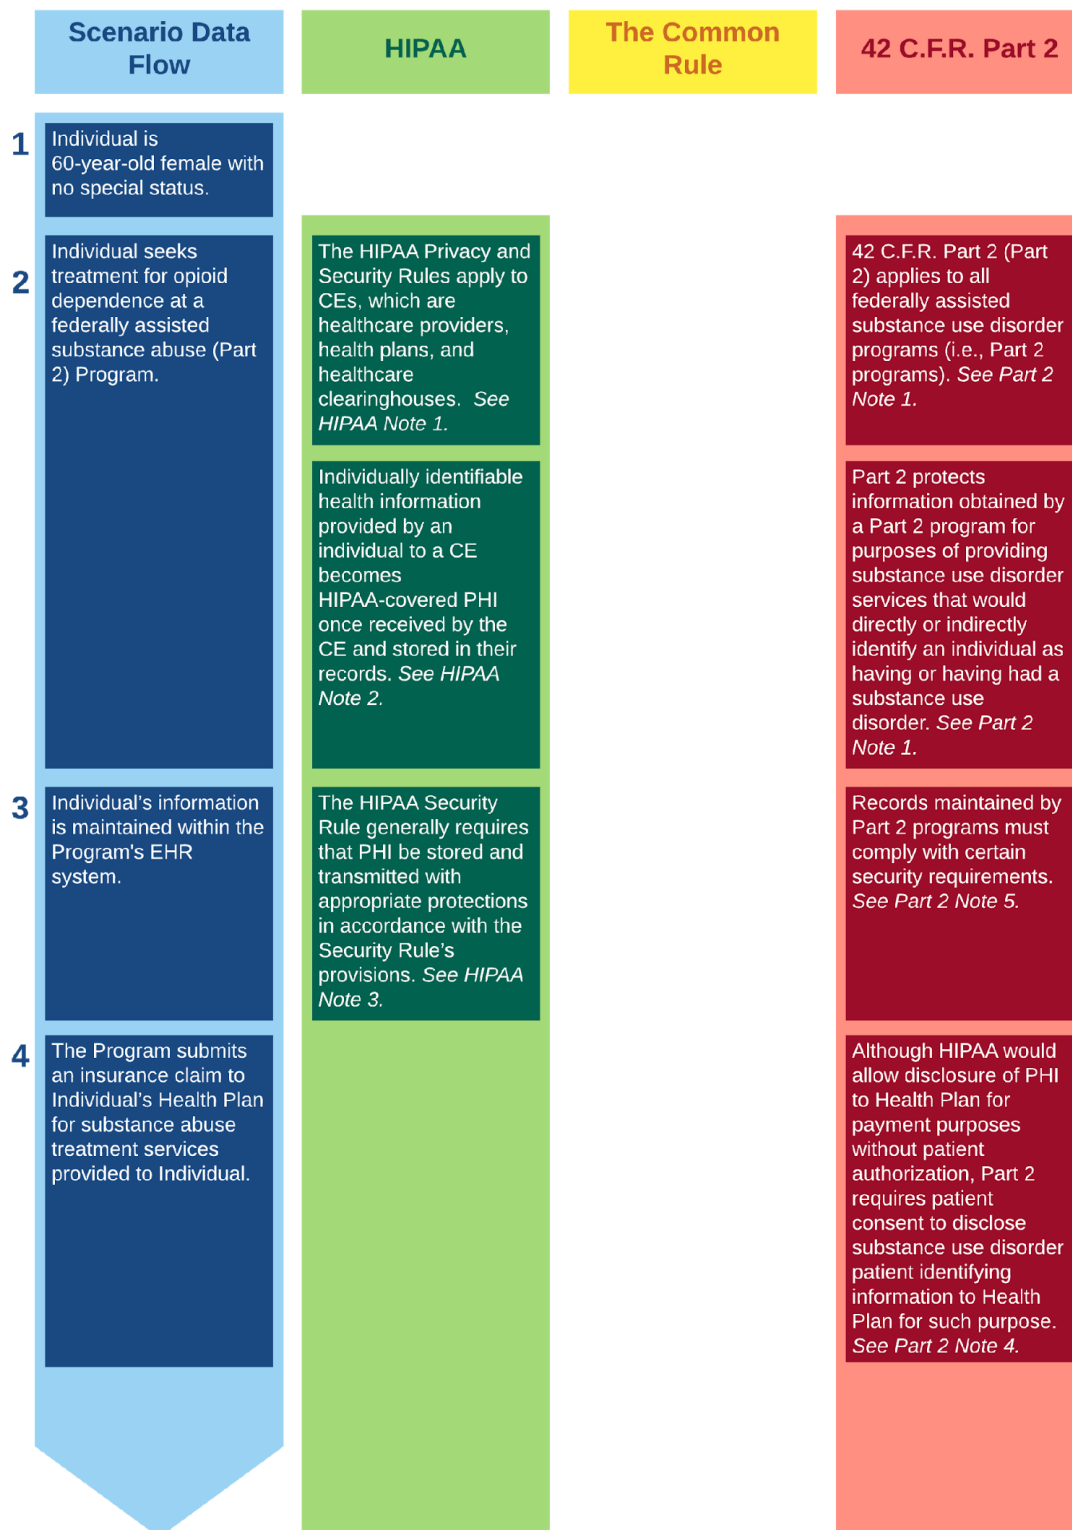 Scenario Data
Flow
HIPAA
The Common
Rule
42 C.F.R. Part 2
1
Individual is
60-year-old female with
no special status.
2
Individual seeks
treatment for opioid
dependence at a
federally assisted
substance abuse (Part
2) Program.
The HIPAA Privacy and
Security Rules apply to
CEs, which are
healthcare providers,
health plans, and
healthcare
clearinghouses.  See
HIPAA Note 1.
42 C.F.R. Part 2 (Part
2) applies to all
federally assisted
substance use disorder
programs (i.e., Part 2
programs). See Part 2
Note 1.
Individually identifiable
health information
provided by an
individual to a CE
becomes
HIPAA-covered PHI
once received by the
CE and stored in their
records. See HIPAA
Note 2.
Part 2 protects
information obtained by
a Part 2 program for
purposes of providing
substance use disorder
services that would
directly or indirectly
identify an individual as
having or having had a
substance use
disorder. See Part 2
Note 1.
3
Individual's information
is maintained within the
Program's EHR
system.
The HIPAA Security
Rule generally requires
that PHI be stored and
transmitted with
appropriate protections
in accordance with the
Security Rule's
provisions. See HIPAA
Note 3.
Records maintained by
Part 2 programs must
comply with certain
security requirements.
See Part 2 Note 5.
4
The Program submits
an insurance claim to
Individual's Health Plan
for substance abuse
treatment services
provided to Individual.
Although HIPAA would
allow disclosure of PHI
to Health Plan for
payment purposes
without patient
authorization, Part 2
requires patient
consent to disclose
substance use disorder
patient identifying
information to Health
Plan for such purpose.
See Part 2 Note 4.